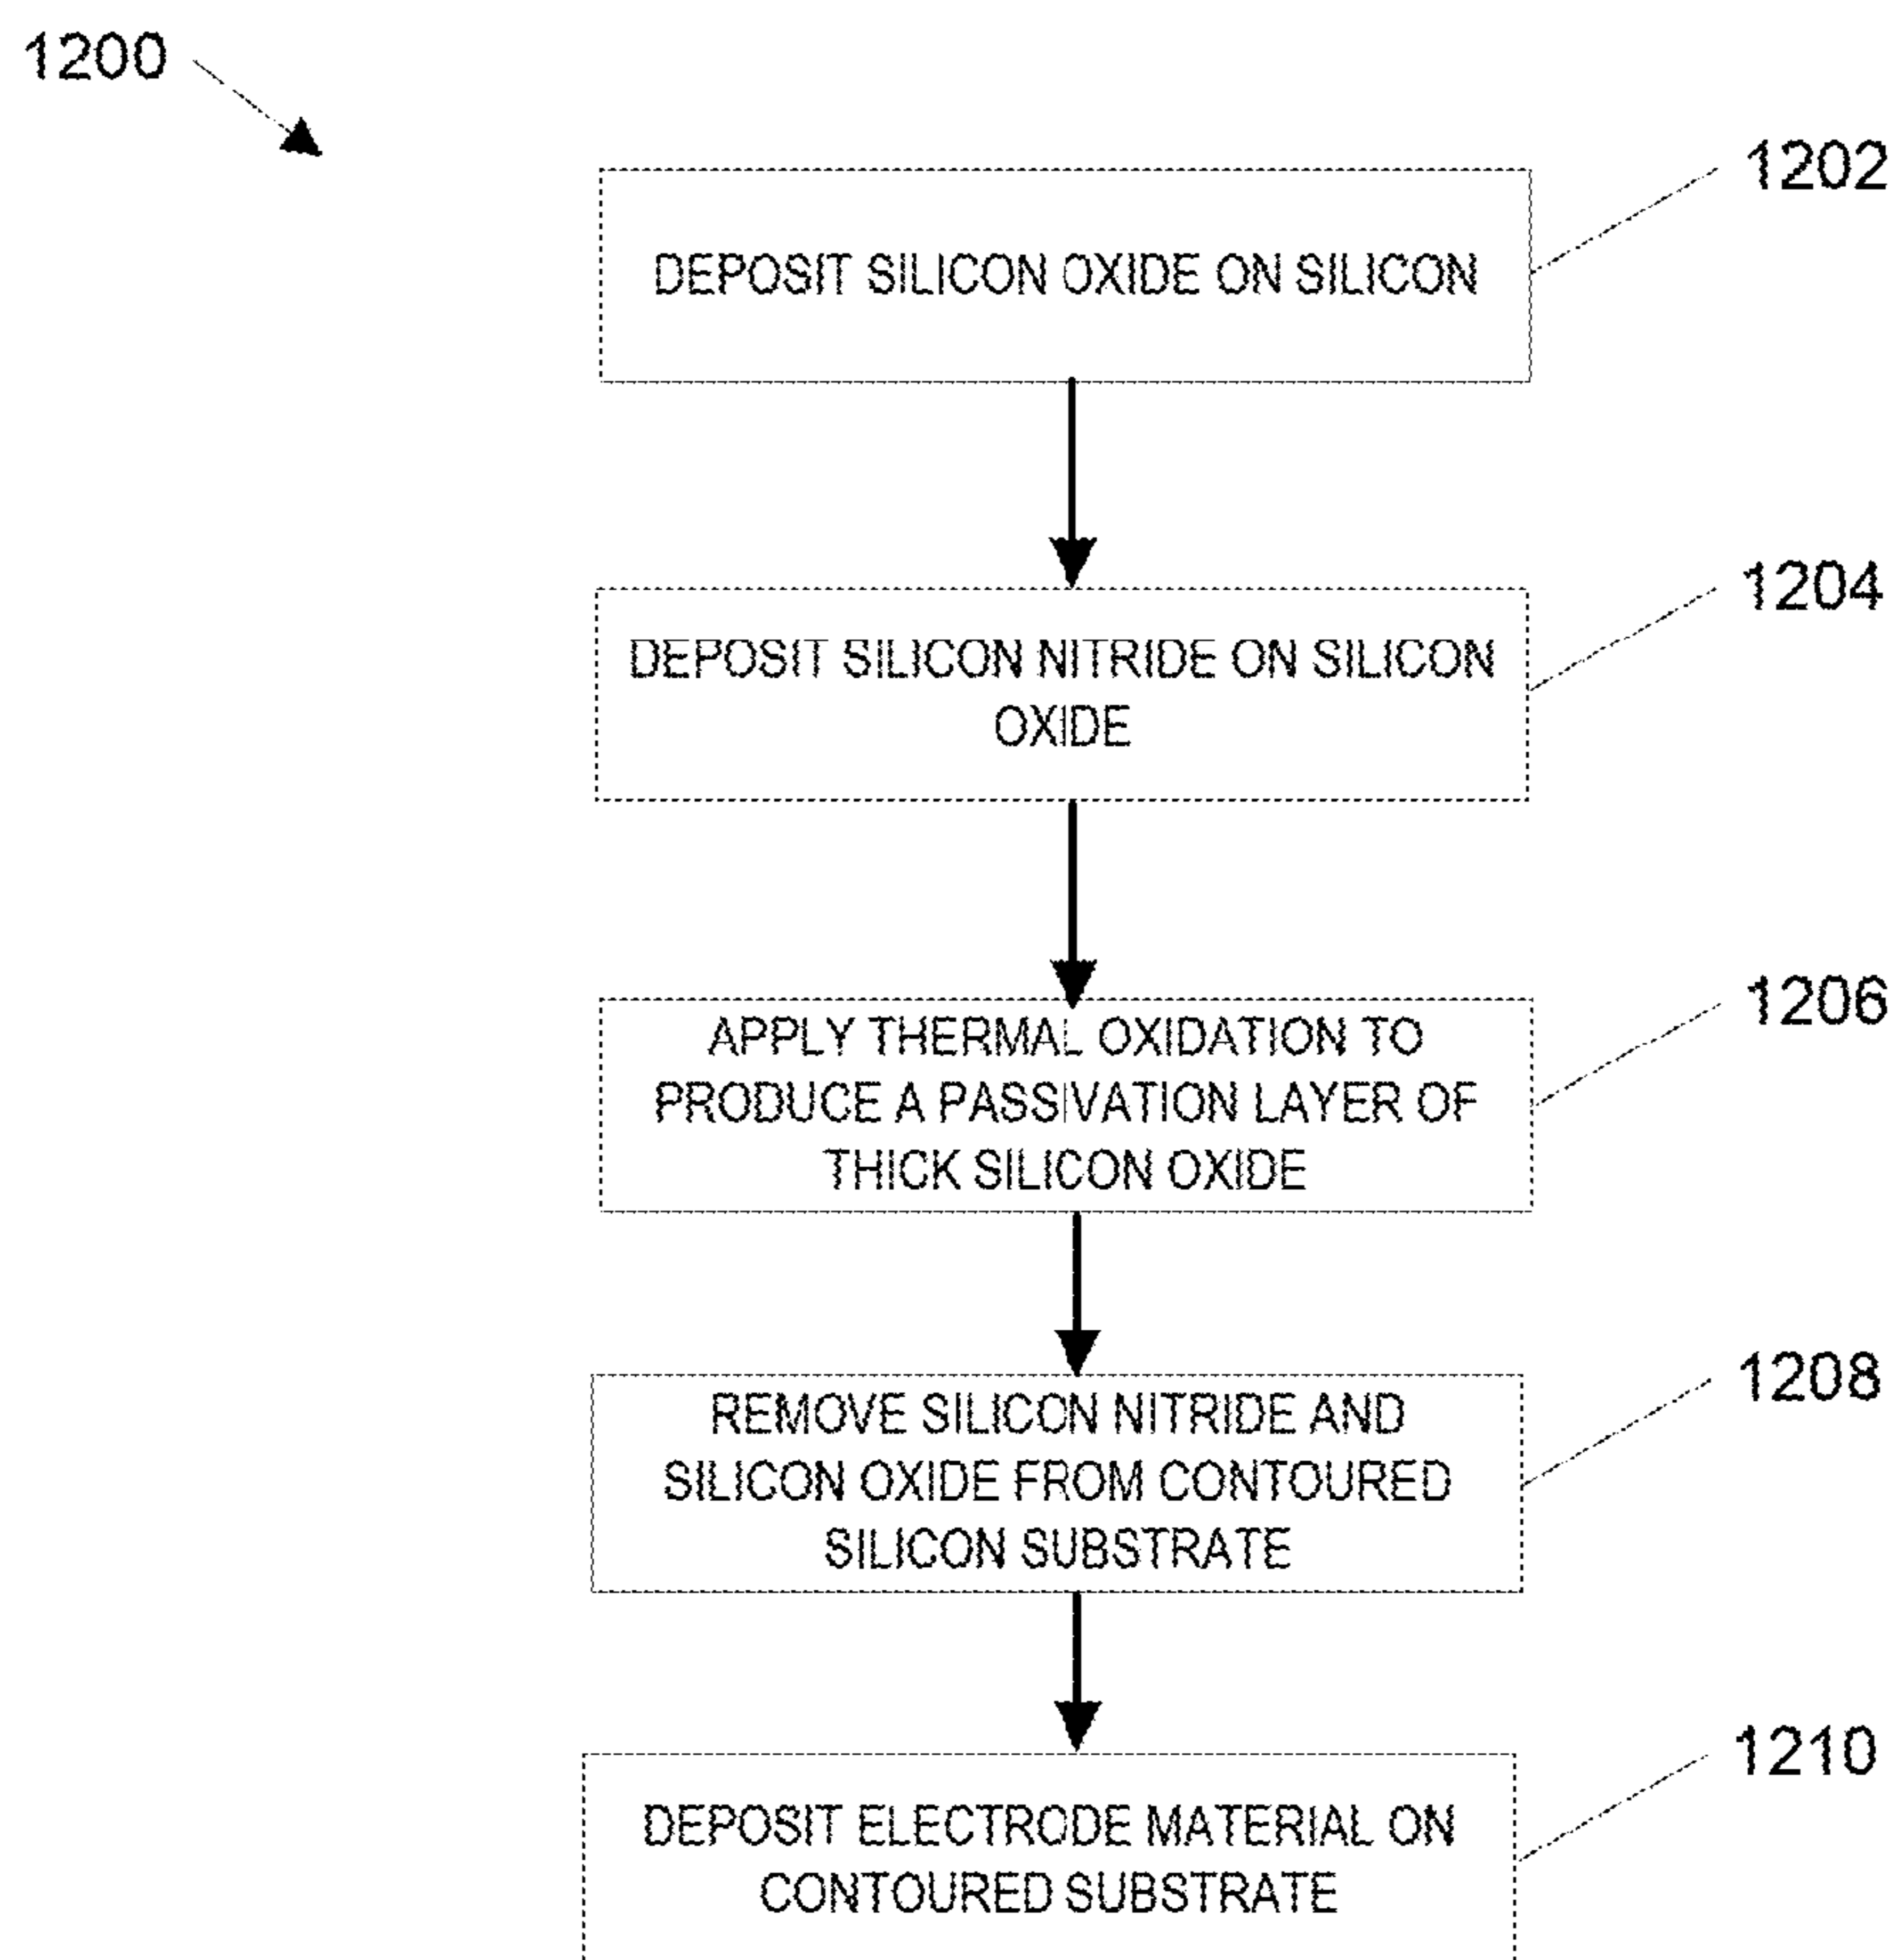 1200
1202
DEPOSIT SILICON OXIDE ON SILICON
1204
DEPOSIT SILICON NITRIDE ON SILICON
OXIDE
1206
APPLY THERMAL OXIDATION TO
PRODUCE A PASSIVATION LAYER OF
THICK SILICON OXIDE
1208
REMOVE SILICON NITRIDE AND
SILICON OXIDE FROM CONTOURED
SILICON SUBSTRATE
1210
DEPOSIT ELECTRODE MATERIAL ON
CONTOURED SUBSTRATE